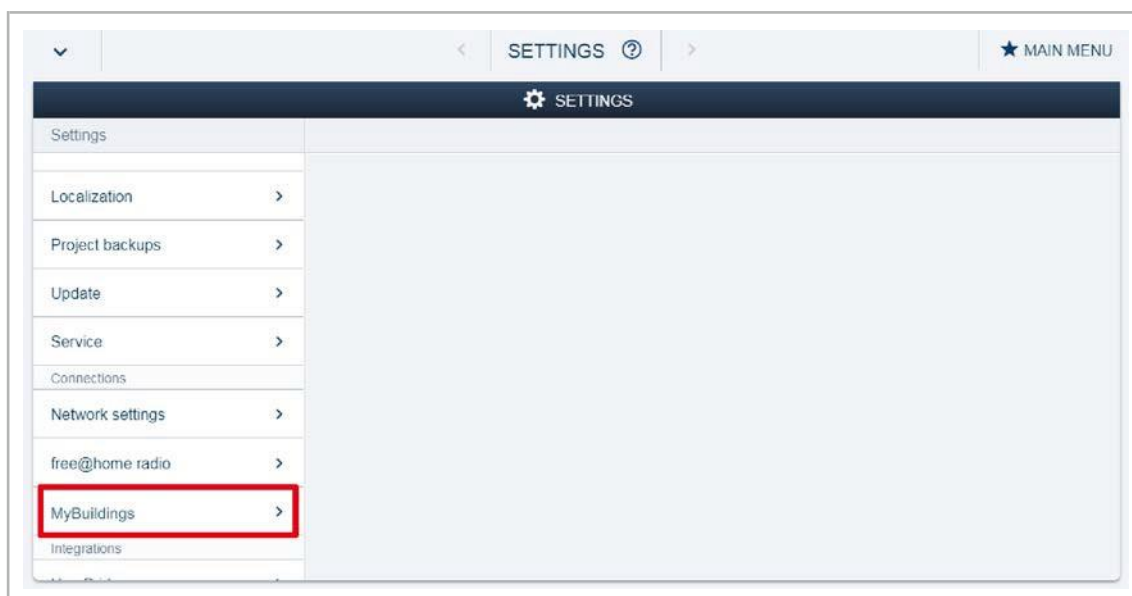 SETTINGS
MAIN MENU
SETTINGS
Settings
Localization
Project backups
Update
Service
Connections
Network settings
free@home radio
MyBuildings
Integrations